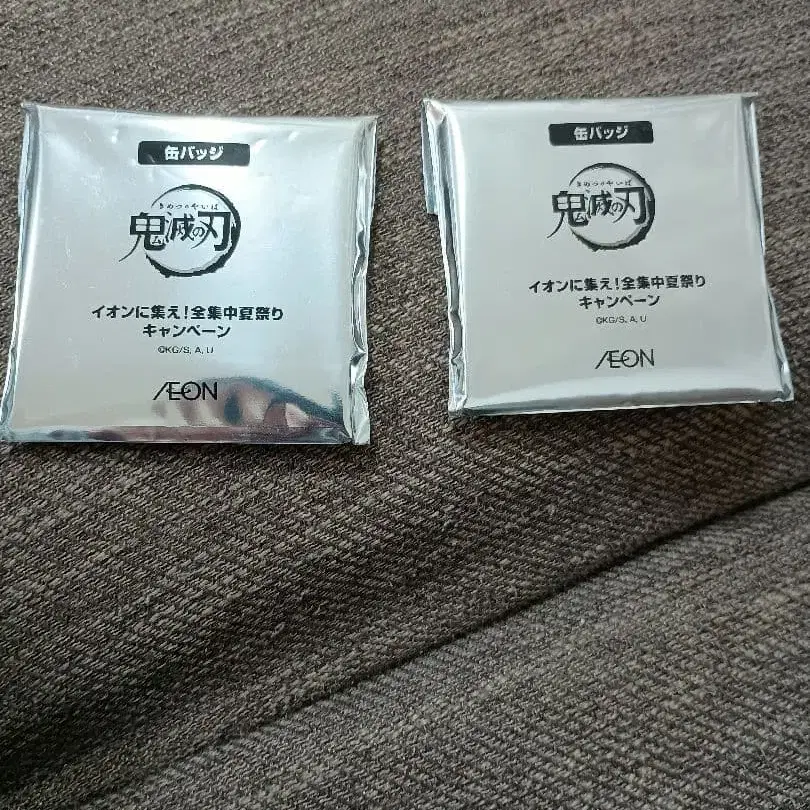 缶バッジ
きめつのやいば
鬼滅の刃
イオンに集え!全集中夏祭り
キャンペーン
©KG/S, A, U
ÆON
缶バッジ
きめつのやいば
鬼滅の刃
イオンに集え!全集中夏祭り
キャンペーン
©KG/S, A, U
ÆON